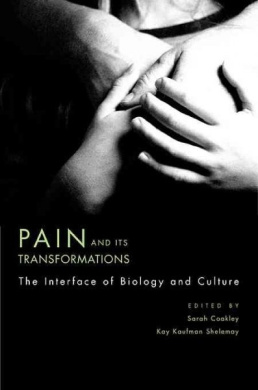 PAIN AND ITS
TRANSFORMATIONS
The Interface of Biology and Culture
EDITED BY
Sarah Coakley
Kay Kaufman Shelemay